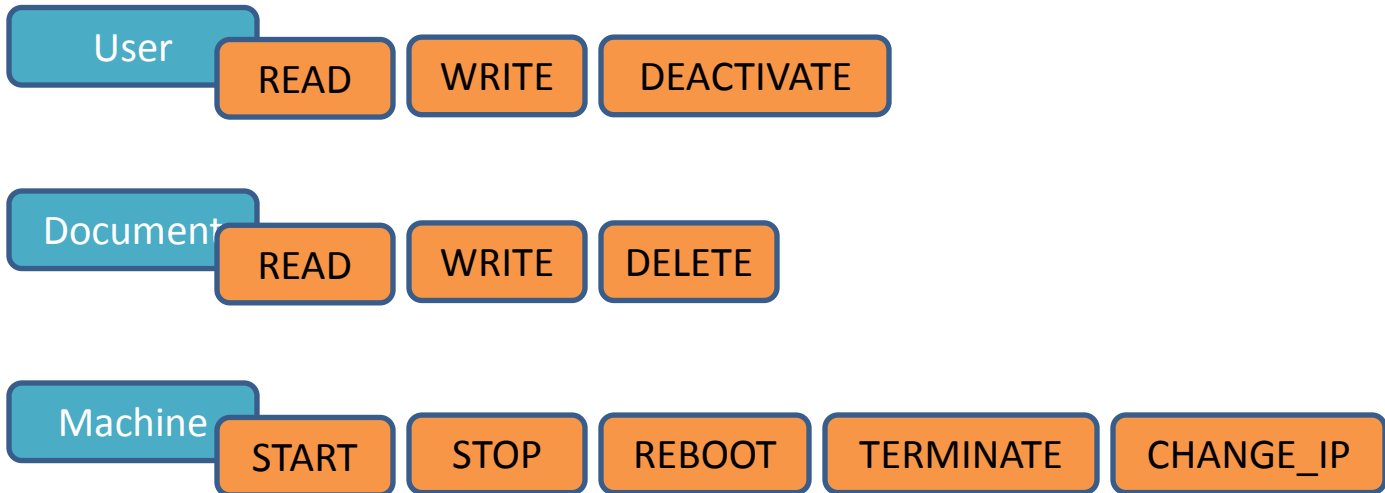 User
READ WRITE DEACTIVATE
Document
READ WRITE DELETE
Machine
START STOP REBOOT TERMINATE CHANGE_IP